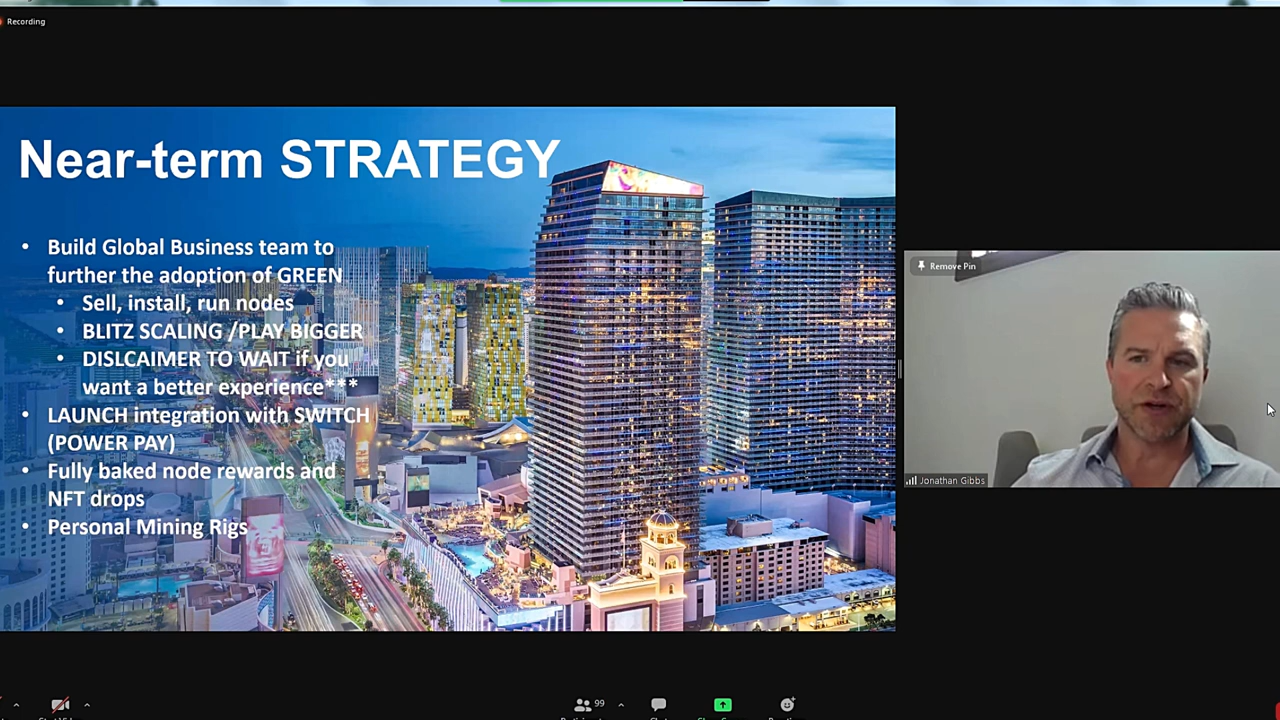 Recording
Near-term STRATEGY
• Build Global Business team to
further the adoption of GREEN
• Sell, install, run nodes
• BLITZ SCALING /PLAY BIGGER
• DISLCAIMER TO WAIT if you
want a better experience***
• LAUNCH integration with SWITCH
(POWER PAY)
• Fully baked node rewards and
NFT drops
• Personal Mining Rigs
Remove Pin
Jonathan Gibbs
99